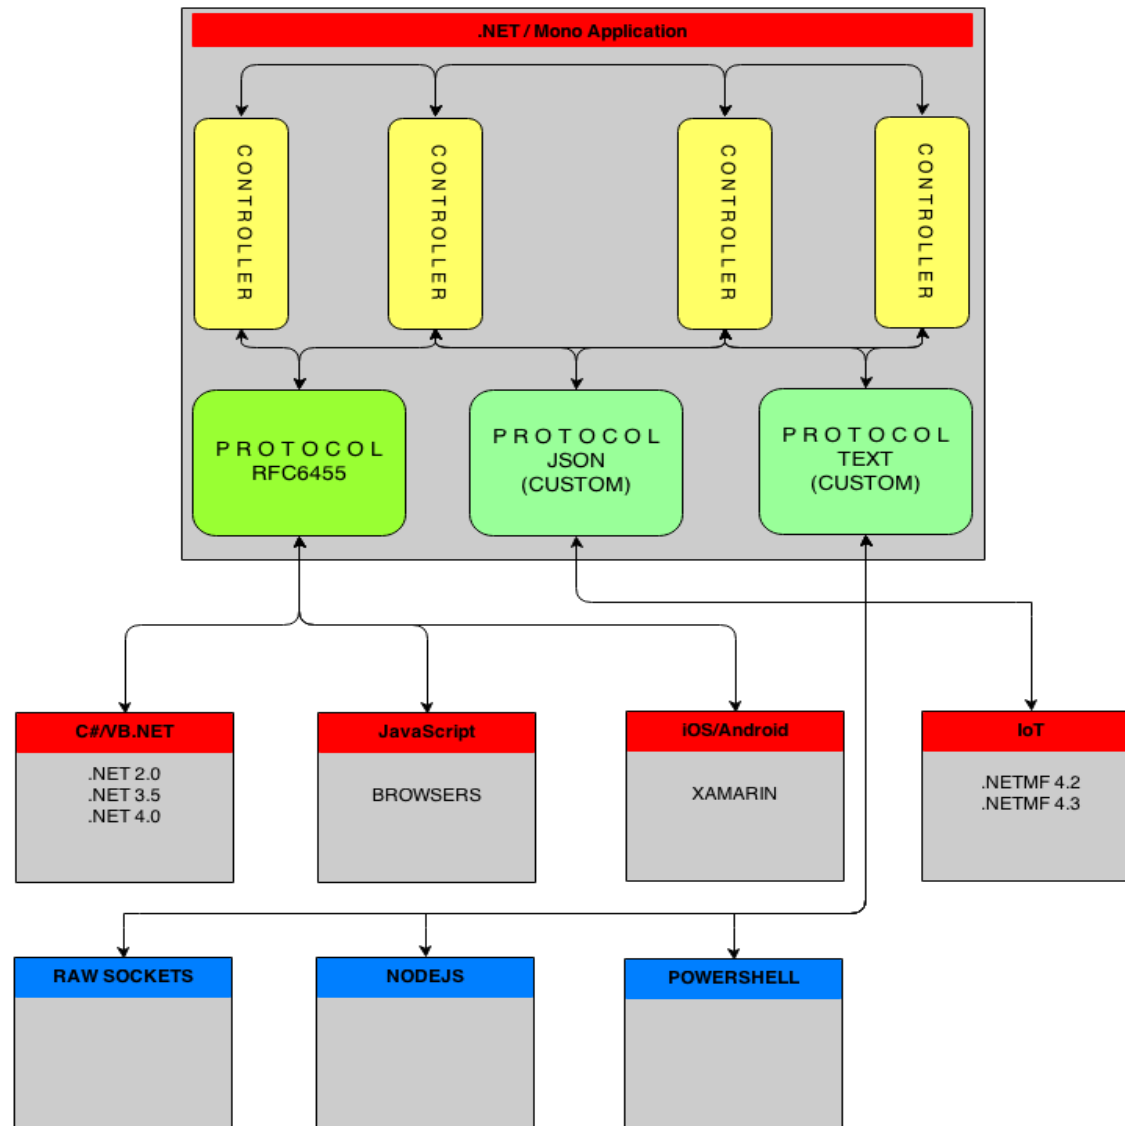 .NET / Mono Application
CONTROLLER
CONTROLLER
CONTROLLER
CONTROLLER
PROTOCOL
RFC6455
PROTOCOL
JSON
(CUSTOM)
PROTOCOL
TEXT
(CUSTOM)
C#/VB.NET
.NET 2.0
.NET 3.5
.NET 4.0
JavaScript
BROWSERS
iOS/Android
XAMARIN
IoT
.NETMF 4.2
.NETMF 4.3
RAW SOCKETS
NODEJS
POWERSHELL